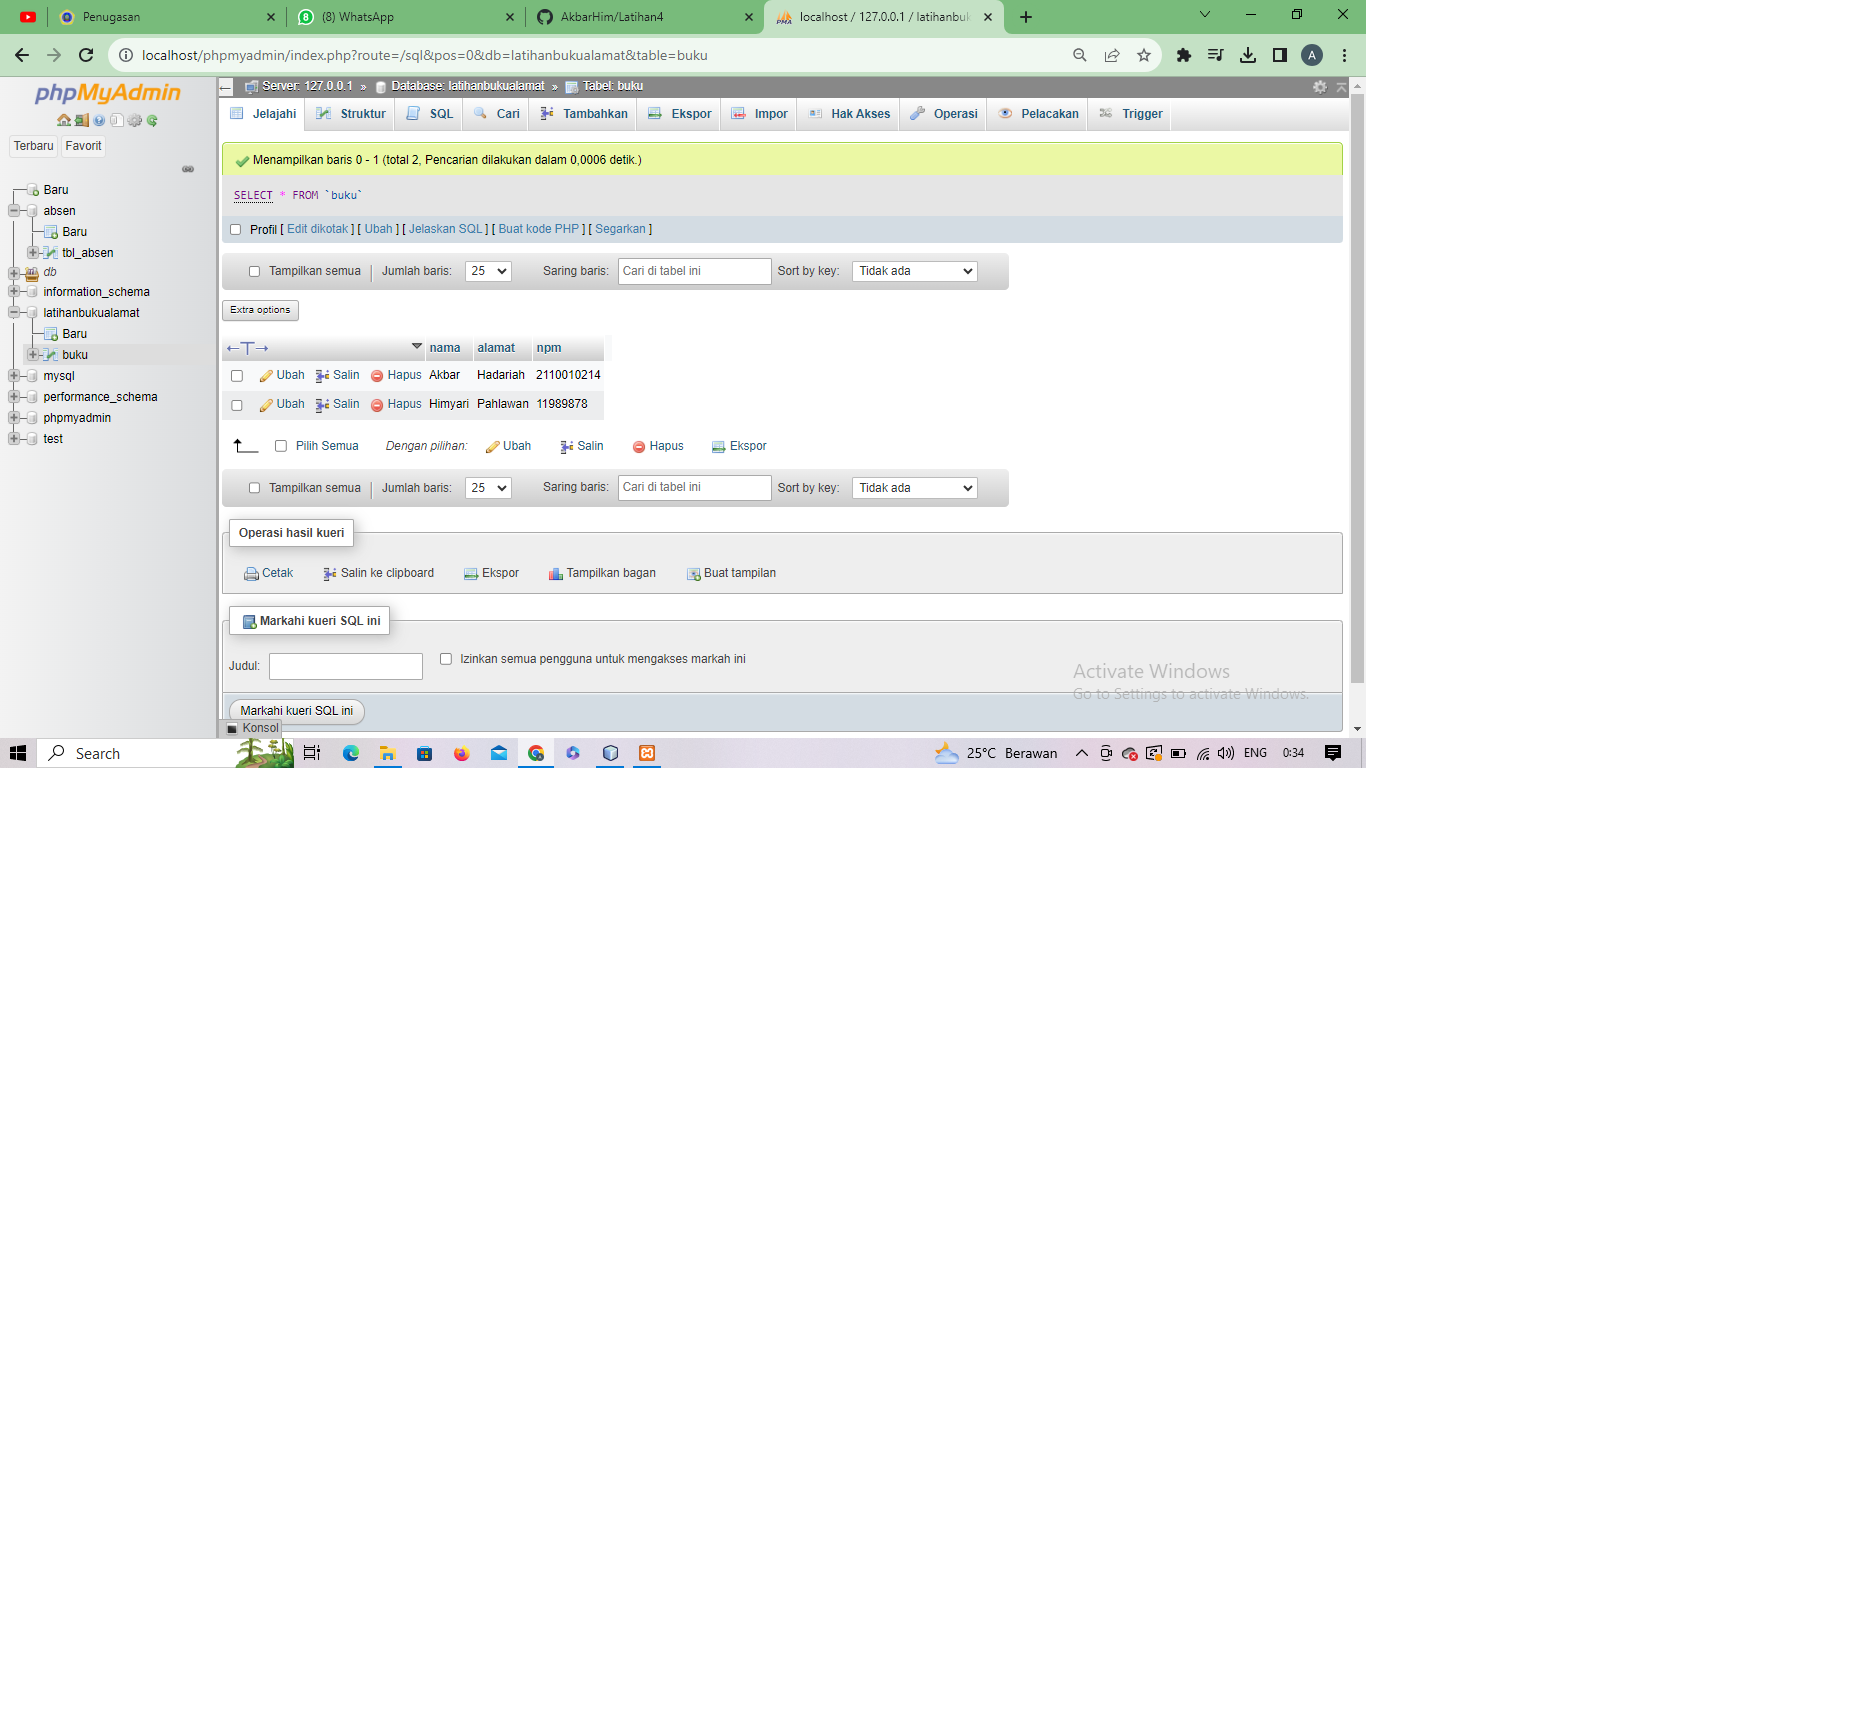 Penugasan
(8) WhatsApp
AkbarHim/Latihan4
localhost / 127.0.0.1 / latihanbuk
localhost/phpmyadmin/index.php?route=/sql&pos=0&db=latihanbukualamat&table=buku
A
phpMyAdmin
Terbaru Favorit
Baru
absen
Baru
tbl_absen
db
information_schema
latihanbukualamat
Baru
buku
mysql
performance_schema
phpmyadmin
test
Server: 127.0.0.1 » Database: latihanbukualamat » Tabel: buku
Jelajahi Struktur SQL Cari Tambahkan Ekspor Impor Hak Akses Operasi Pelacakan Trigger
Menampilkan baris 0 - 1 (total 2, Pencarian dilakukan dalam 0,0006 detik.)
SELECT * FROM `buku`
Profil [ Edit dikotak ] [ Ubah ] [ Jelaskan SQL ] [ Buat kode PHP ] [ Segarkan ]
Tampilkan semua Jumlah baris: 25 Saring baris: Cari di tabel ini Sort by key: Tidak ada
Extra options
←T→ nama alamat npm
Ubah Salin Hapus Akbar Hadariah 2110010214
Ubah Salin Hapus Himyari Pahlawan 11989878
Pilih Semua Dengan pilihan: Ubah Salin Hapus Ekspor
Tampilkan semua Jumlah baris: 25 Saring baris: Cari di tabel ini Sort by key: Tidak ada
Operasi hasil kueri
Cetak Salin ke clipboard Ekspor Tampilkan bagan Buat tampilan
Markahi kueri SQL ini
Judul: Izinkan semua pengguna untuk mengakses markah ini
Activate Windows
Go to Settings to activate Windows.
Markahi kueri SQL ini
Konsol
Search 25°C Berawan ENG 0:34